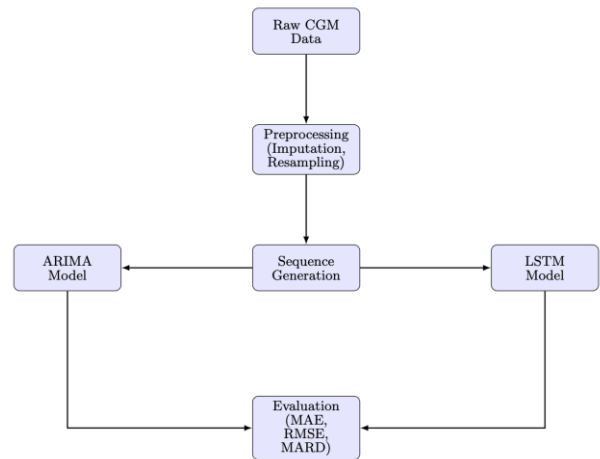 Raw CGM
Data
Preprocessing
(Imputation,
Resampling)
ARIMA
Model
Sequence
Generation
LSTM
Model
Evaluation
(MAE,
RMSE,
MARD)